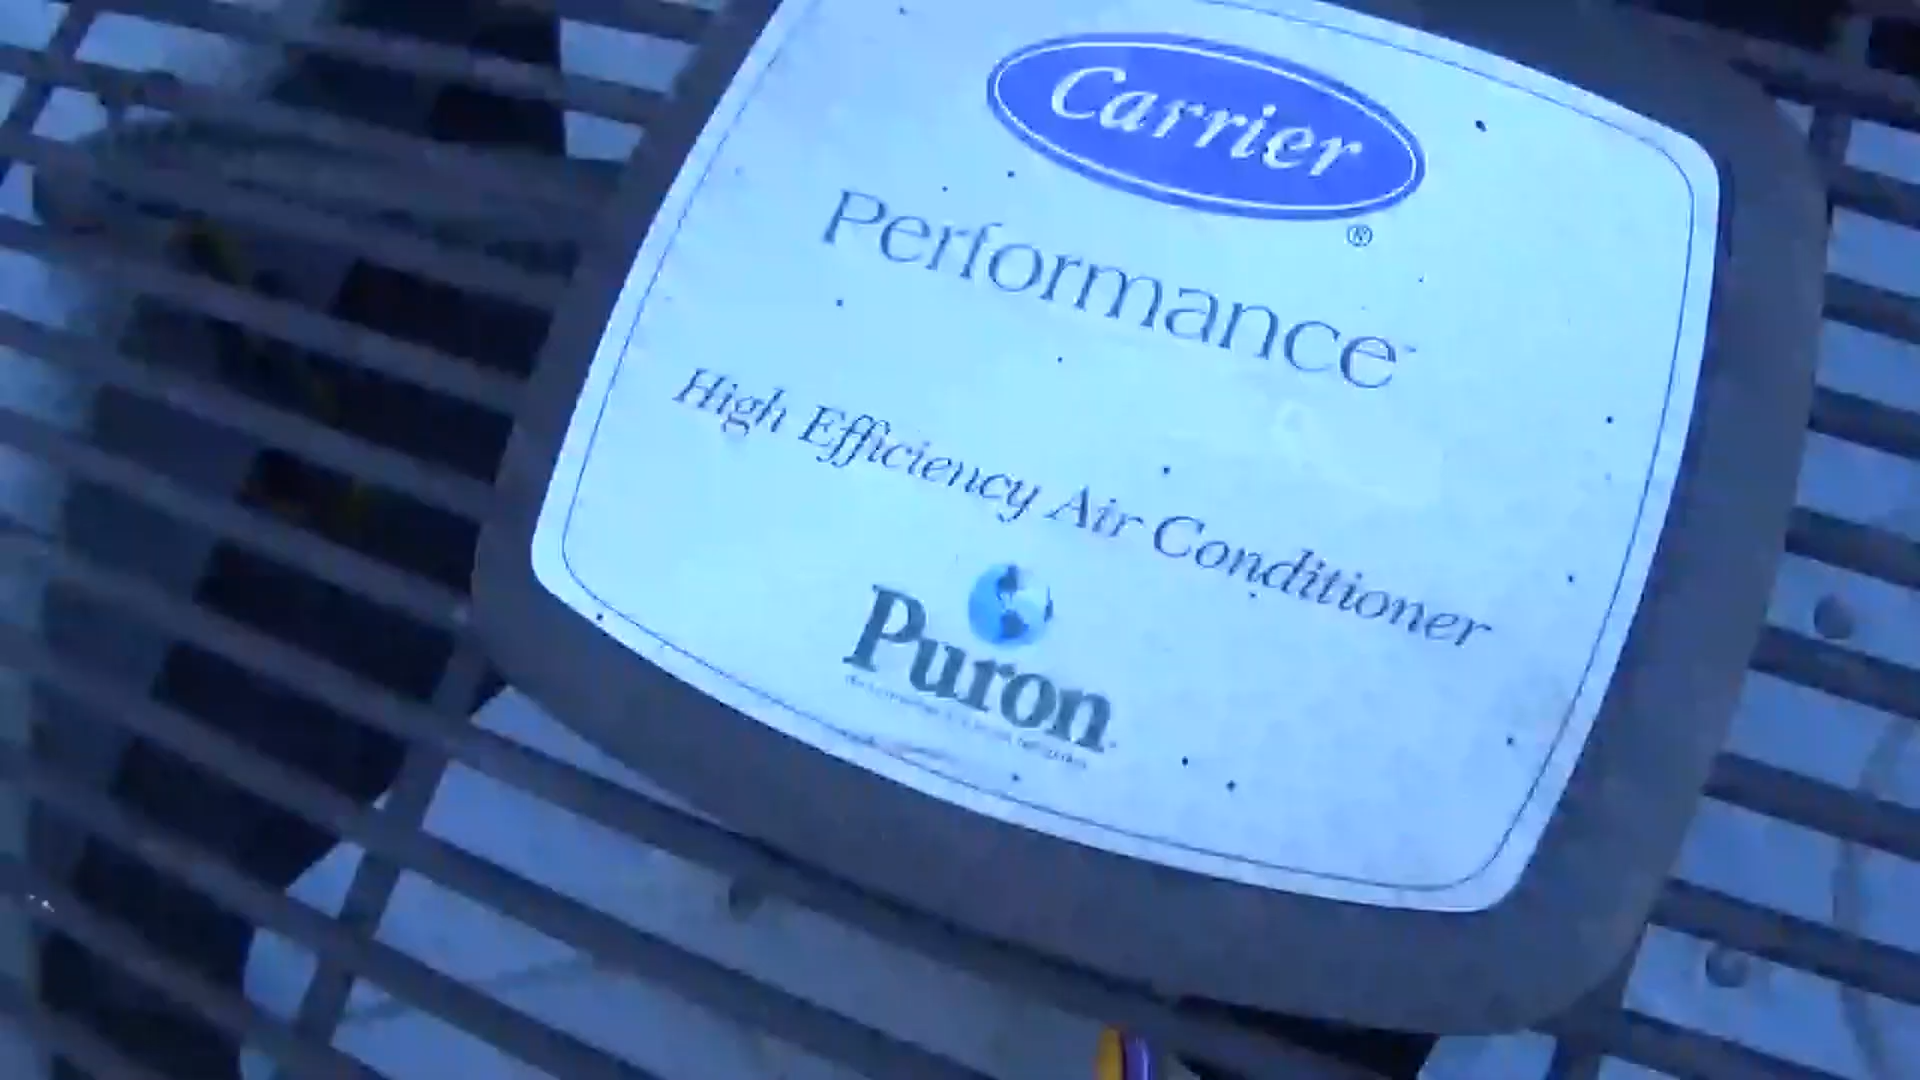 Carrier
®
Performance
High Efficiency Air Conditioner
Puron